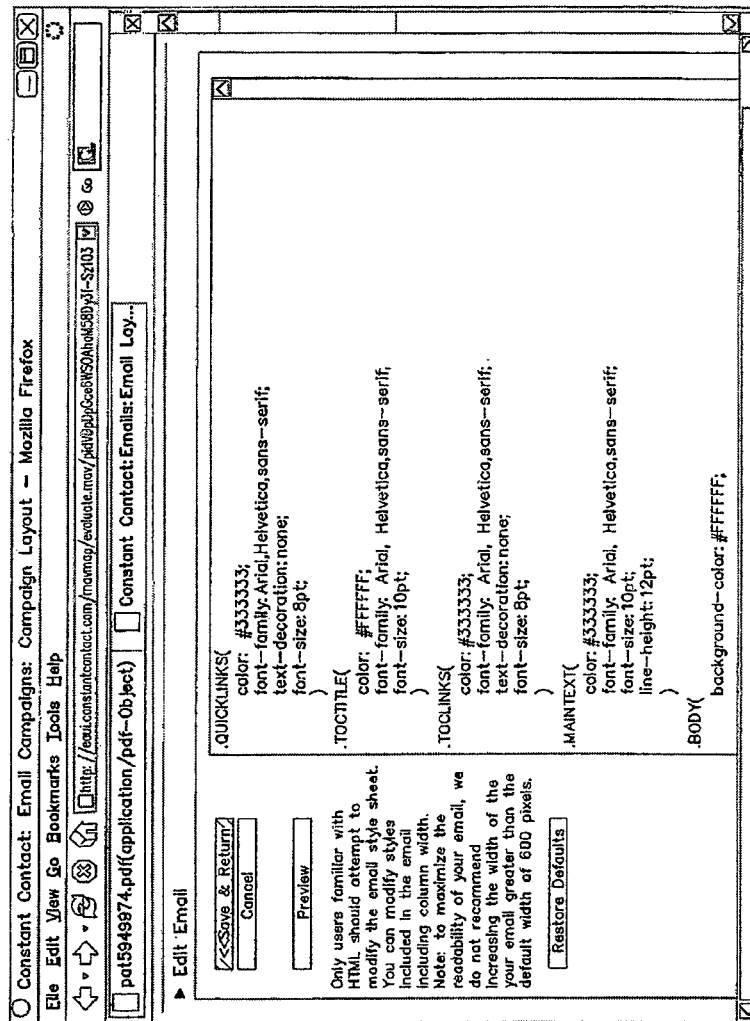 Constant Contact: Email Campaigns: Campaign Layout – Mozilla Firefox
File Edit View Go Bookmarks Tools Help
Go
pat5949974.pdf(application/pdf–Object)
Constant Contact:Emails:Email Lay...
▶ Edit Email
/<<Save & Return/
Cancel
Preview
Only users familiar with
HTML should attempt to
modify the email style sheet.
You can modify styles
included in the email
including column width.
Note: to maximize the
readability of your email, we
do not recommend
increasing the width of the
your email greater than the
default width of 600 pixels.
Restore Defaults
.QUICKLINKS(
color: #333333;
font–family: Arial,Helvetica,sans–serif;
text–decoration: none;
font–size: 8pt;
)
.TOCTITLE(
color: #FFFFFF;
font–family: Arial, Helvetica,sans–serif;
font–size: 10pt;
)
.TOCLINKS(
color: #333333;
font–family: Arial, Helvetica,sans–serif;
text–decoration: none;
font–size: 8pt;
)
.MAINTEXT(
color: #333333;
font–family: Arial, Helvetica,sans–serif;
font–size: 10pt;
line–height: 12pt;
)
.BODY(
background–color: #FFFFFF;